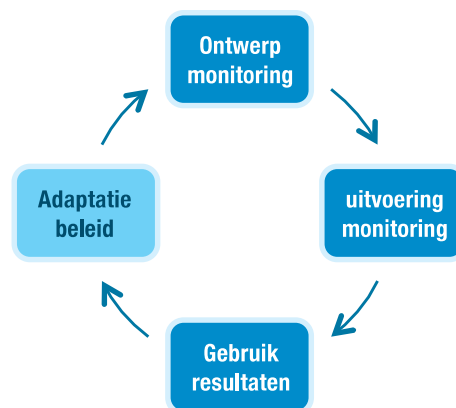 Ontwerp
monitoring
uitvoering
monitoring
Gebruik
resultaten
Adaptatie
beleid